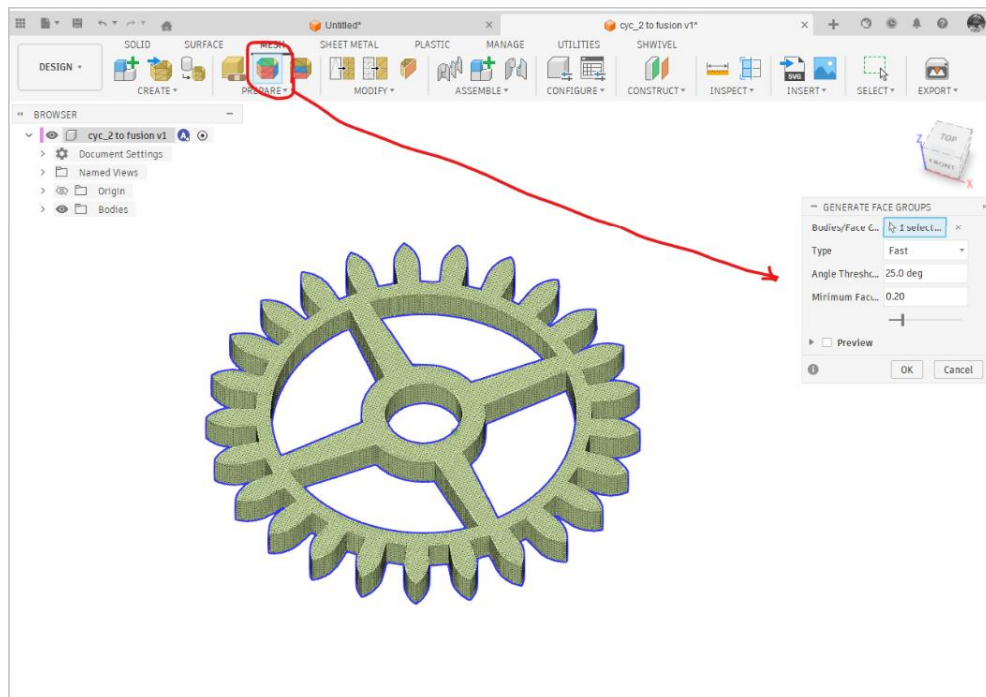 Untitled*
cyc_2 to fusion v1*
SOLID SURFACE MESH SHEET METAL PLASTIC MANAGE UTILITIES SHWIVEL
DESIGN
SVG
CREATE PREPARE MODIFY ASSEMBLE CONFIGURE CONSTRUCT INSPECT INSERT SELECT EXPORT
BROWSER
cyc_2 to fusion v1
A
Document Settings
Named Views
Origin
Bodies
TOP
FRONT
Z
X
GENERATE FACE GROUPS
Bodies/Face G... 1 select...
Type Fast
Angle Thresho... 25.0 deg
Minimum Face... 0.20
Preview
OK Cancel